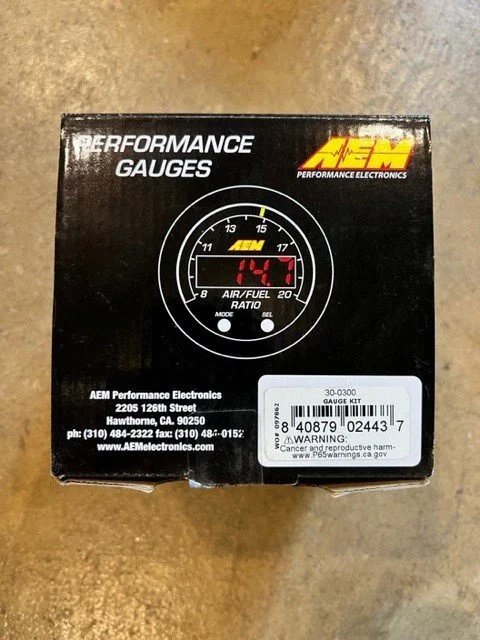 PERFORMANCE
GAUGES
AEM
PERFORMANCE ELECTRONICS
13
15
11
17
AEM
14.7
8
AIR/FUEL
20
RATIO
MODE
SEL
AEM Performance Electronics
2205 126th Street
Hawthorne, CA. 90250
ph: (310) 484-2322 fax: (310) 484-0152
www.AEMelectronics.com
30-0300
GAUGE KIT
WO# 097862
8 40879 02443 7
⚠WARNING:
Cancer and reproductive harm-
www.P65warnings.ca.gov